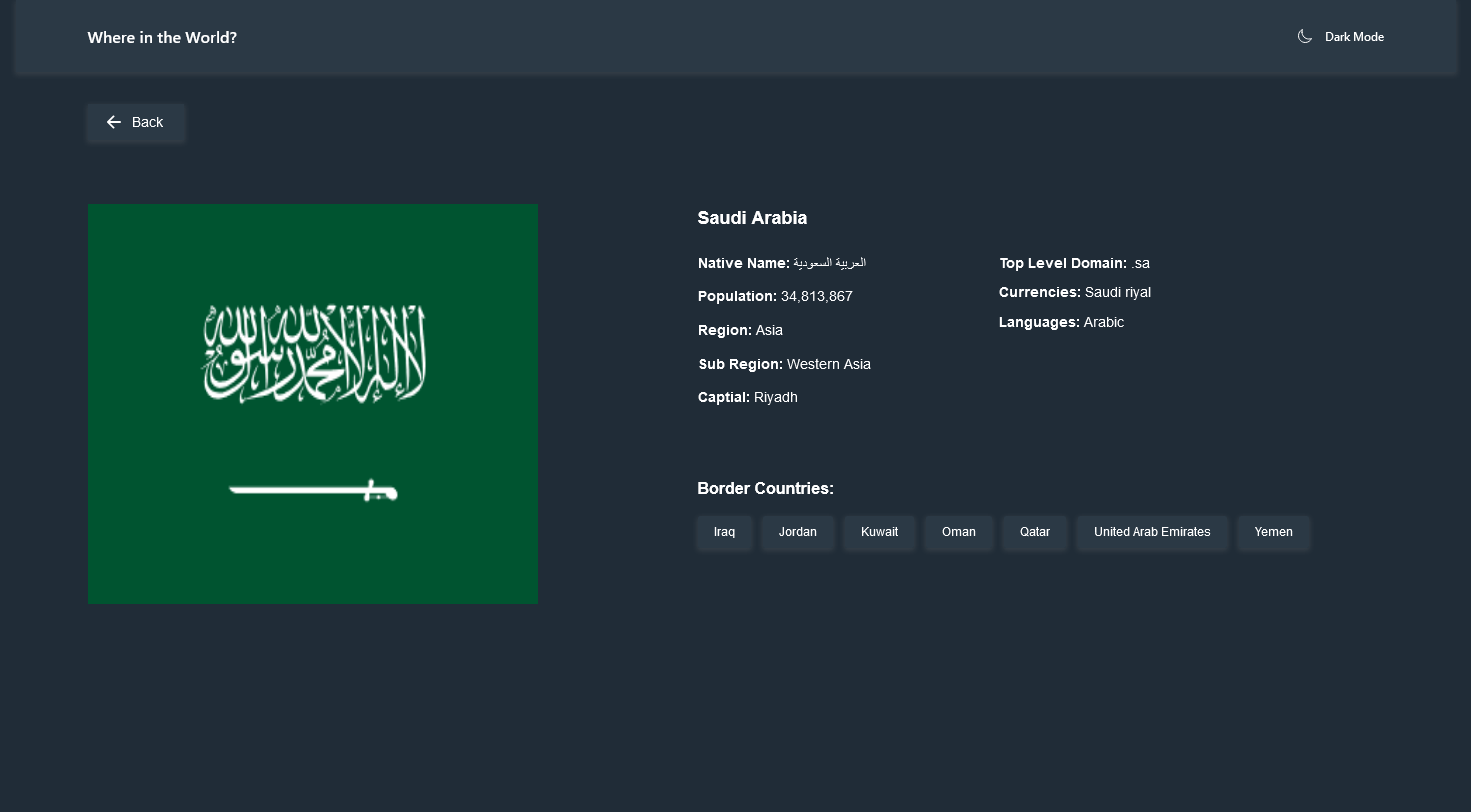 Where in the World?
Dark Mode
Back
لا إله إلا الله محمد رسول الله
Saudi Arabia
Native Name: العربية السعودية
Population: 34,813,867
Region: Asia
Sub Region: Western Asia
Captial: Riyadh
Top Level Domain: .sa
Currencies: Saudi riyal
Languages: Arabic
Border Countries:
Iraq Jordan Kuwait Oman Qatar United Arab Emirates Yemen